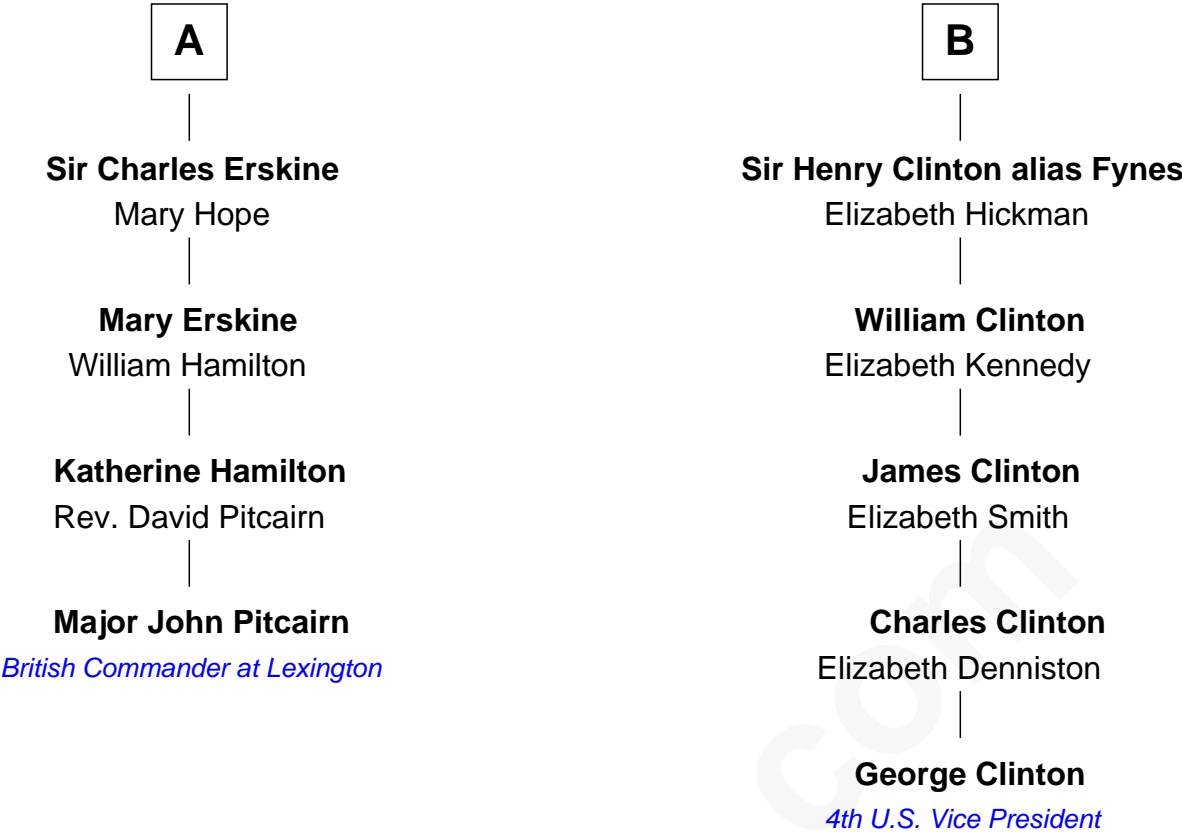 A
Sir Charles Erskine
Mary Hope
Mary Erskine
William Hamilton
Katherine Hamilton
Rev. David Pitcairn
Major John Pitcairn
British Commander at Lexington
B
Sir Henry Clinton alias Fynes
Elizabeth Hickman
William Clinton
Elizabeth Kennedy
James Clinton
Elizabeth Smith
Charles Clinton
Elizabeth Denniston
George Clinton
4th U.S. Vice President
com